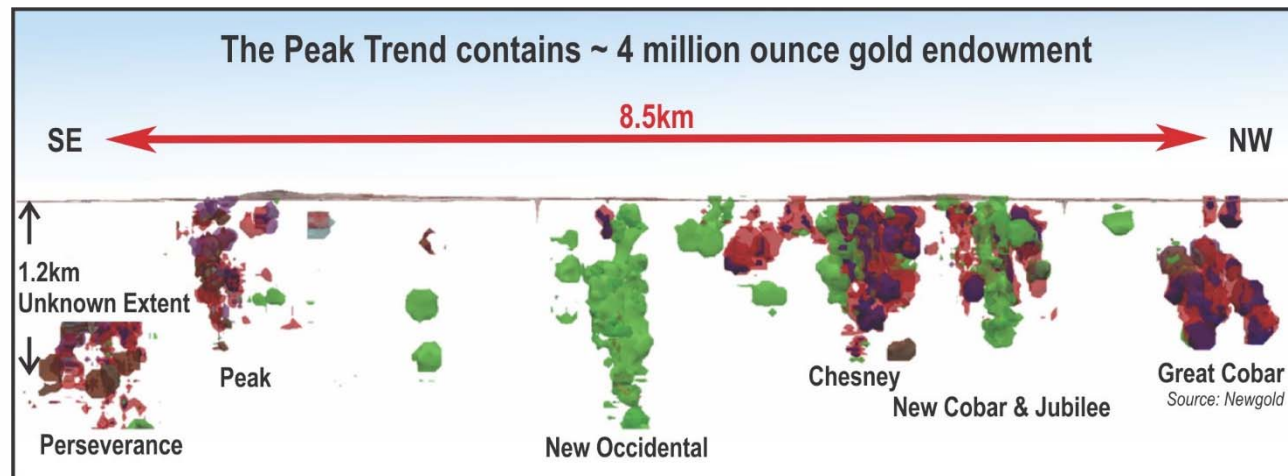 The Peak Trend contains ~ 4 million ounce gold endowment
8.5km
SE
NW
1.2km
Unknown Extent
Perseverance
Peak
New Occidental
Chesney
New Cobar & Jubilee
Great Cobar
Source: Newgold